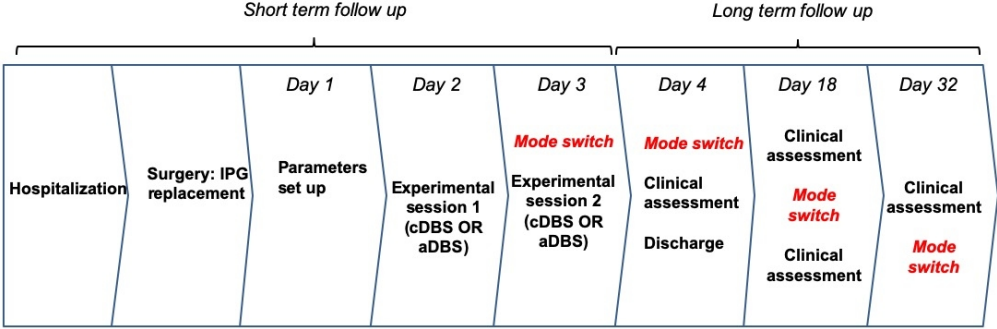 Short term follow up
Long term follow up
Hospitalization
Surgery: IPG
replacement
Day 1
Parameters
set up
Day 2
Experimental
session 1
(cDBS OR
aDBS)
Day 3
Mode switch
Experimental
session 2
(cDBS OR
aDBS)
Day 4
Mode switch
Clinical
assessment
Discharge
Day 18
Clinical
assessment
Mode
switch
Clinical
assessment
Day 32
Clinical
assessment
Mode
switch